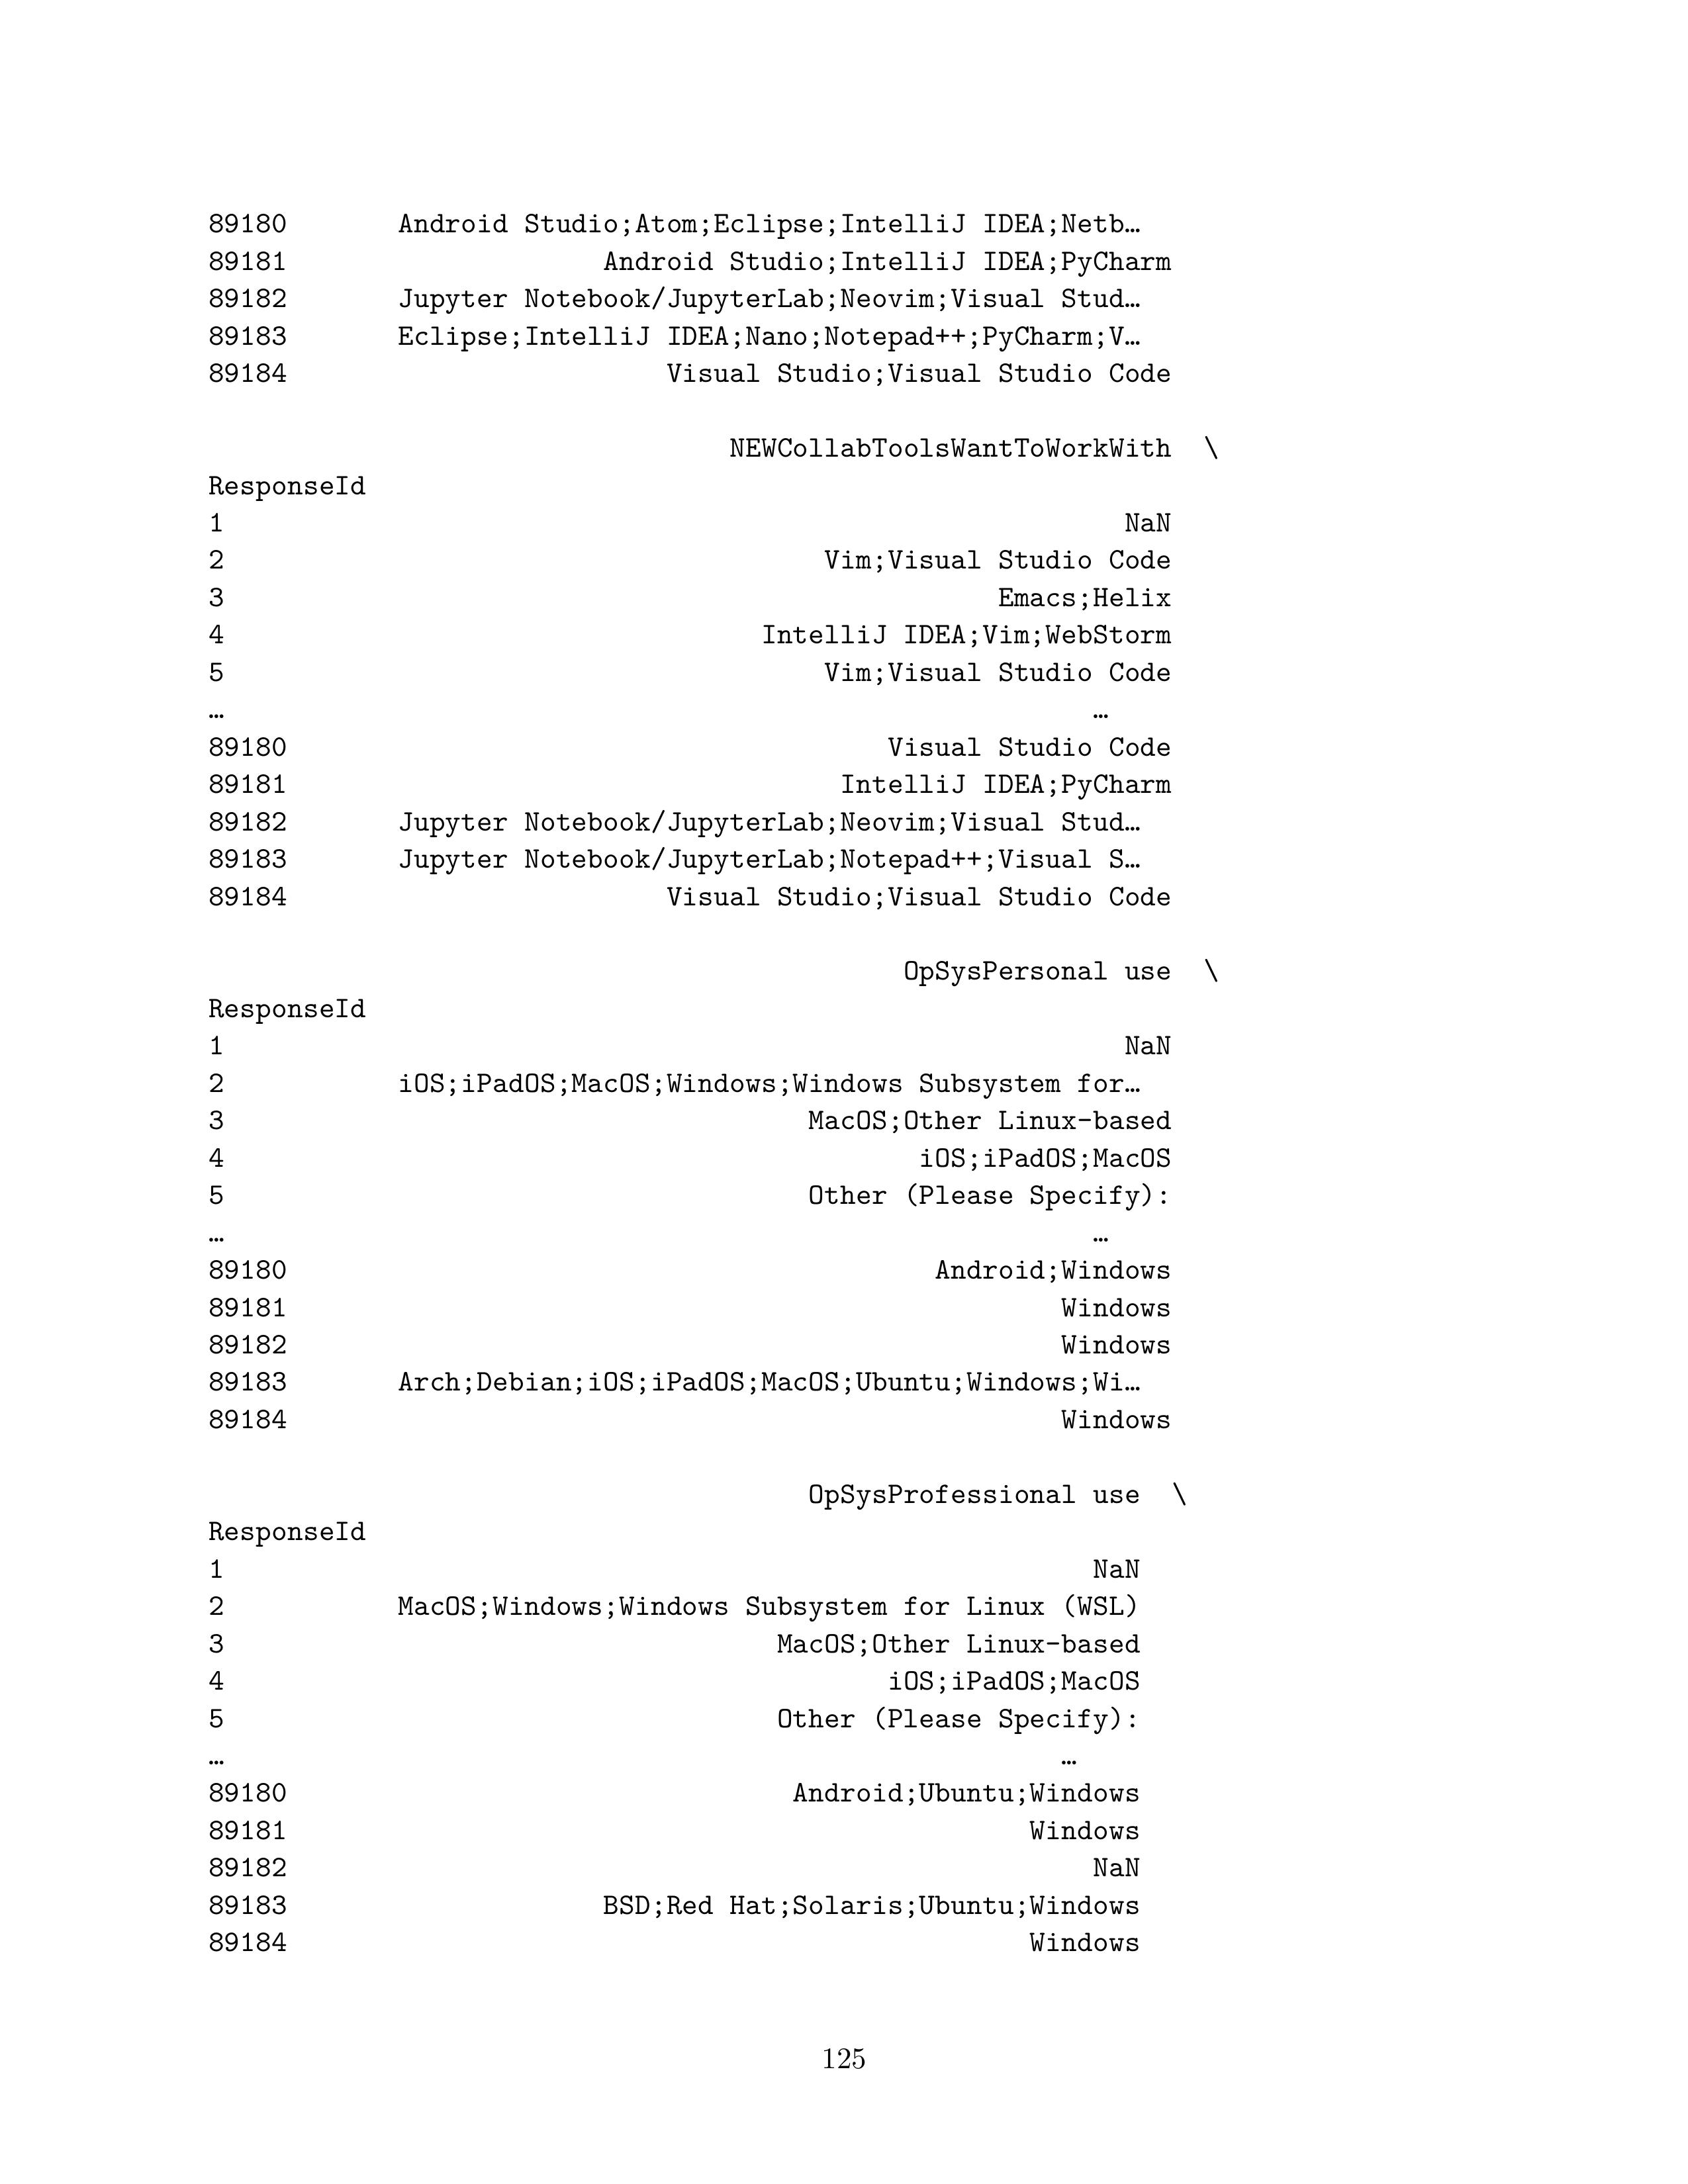 89180 Android Studio;Atom;Eclipse;IntelliJ IDEA;Netb…
89181 Android Studio;IntelliJ IDEA;PyCharm
89182 Jupyter Notebook/JupyterLab;Neovim;Visual Stud…
89183 Eclipse;IntelliJ IDEA;Nano;Notepad++;PyCharm;V…
89184 Visual Studio;Visual Studio Code
NEWCollabToolsWantToWorkWith \
ResponseId
1 NaN
2 Vim;Visual Studio Code
3 Emacs;Helix
4 IntelliJ IDEA;Vim;WebStorm
5 Vim;Visual Studio Code
… …
89180 Visual Studio Code
89181 IntelliJ IDEA;PyCharm
89182 Jupyter Notebook/JupyterLab;Neovim;Visual Stud…
89183 Jupyter Notebook/JupyterLab;Notepad++;Visual S…
89184 Visual Studio;Visual Studio Code
OpSysPersonal use \
ResponseId
1 NaN
2 iOS;iPadOS;MacOS;Windows;Windows Subsystem for…
3 MacOS;Other Linux-based
4 iOS;iPadOS;MacOS
5 Other (Please Specify):
… …
89180 Android;Windows
89181 Windows
89182 Windows
89183 Arch;Debian;iOS;iPadOS;MacOS;Ubuntu;Windows;Wi…
89184 Windows
OpSysProfessional use \
ResponseId
1 NaN
2 MacOS;Windows;Windows Subsystem for Linux (WSL)
3 MacOS;Other Linux-based
4 iOS;iPadOS;MacOS
5 Other (Please Specify):
… …
89180 Android;Ubuntu;Windows
89181 Windows
89182 NaN
89183 BSD;Red Hat;Solaris;Ubuntu;Windows
89184 Windows
125